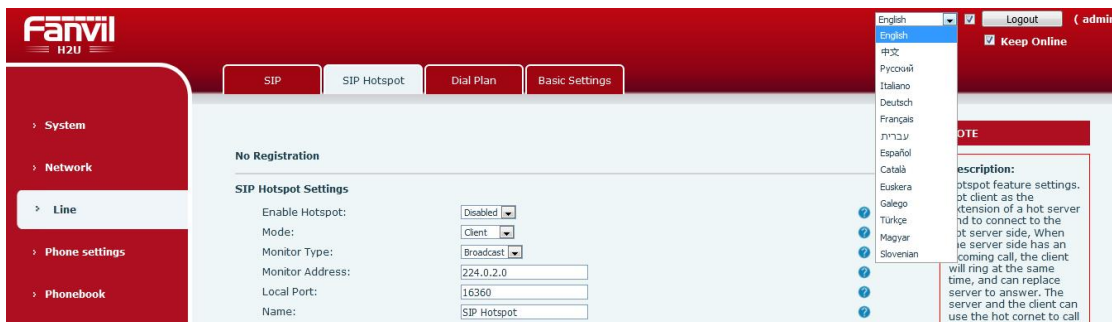 Fanvil
H2U
English
Logout
( admin
Keep Online
English
中文
Русский
Italiano
Deutsch
Français
עברית
Español
Català
Euskera
Galego
Türkçe
Magyar
Slovenian
SIP
SIP Hotspot
Dial Plan
Basic Settings
› System
› Network
› Line
› Phone settings
› Phonebook
No Registration
SIP Hotspot Settings
Enable Hotspot: Disabled
Mode: Client
Monitor Type: Broadcast
Monitor Address: 224.0.2.0
Local Port: 16360
Name: SIP Hotspot
OTE
escription:
otspot feature settings.
ot client as the
xtension of a hot server
nd to connect to the
ot server side, When
he server side has an
coming call, the client
will ring at the same
time, and can replace
server to answer. The
server and the client can
use the hot cornet to call